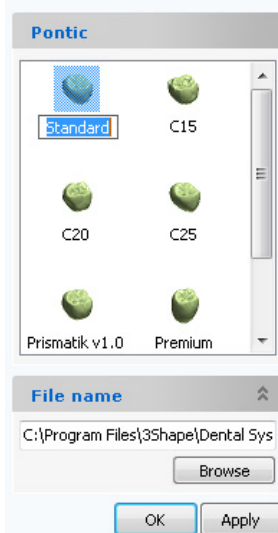 Pontic
Standard C15
C20 C25
Prismatik v1.0 Premium
File name
C:\Program Files\3Shape\Dental Sys
Browse
OK Apply